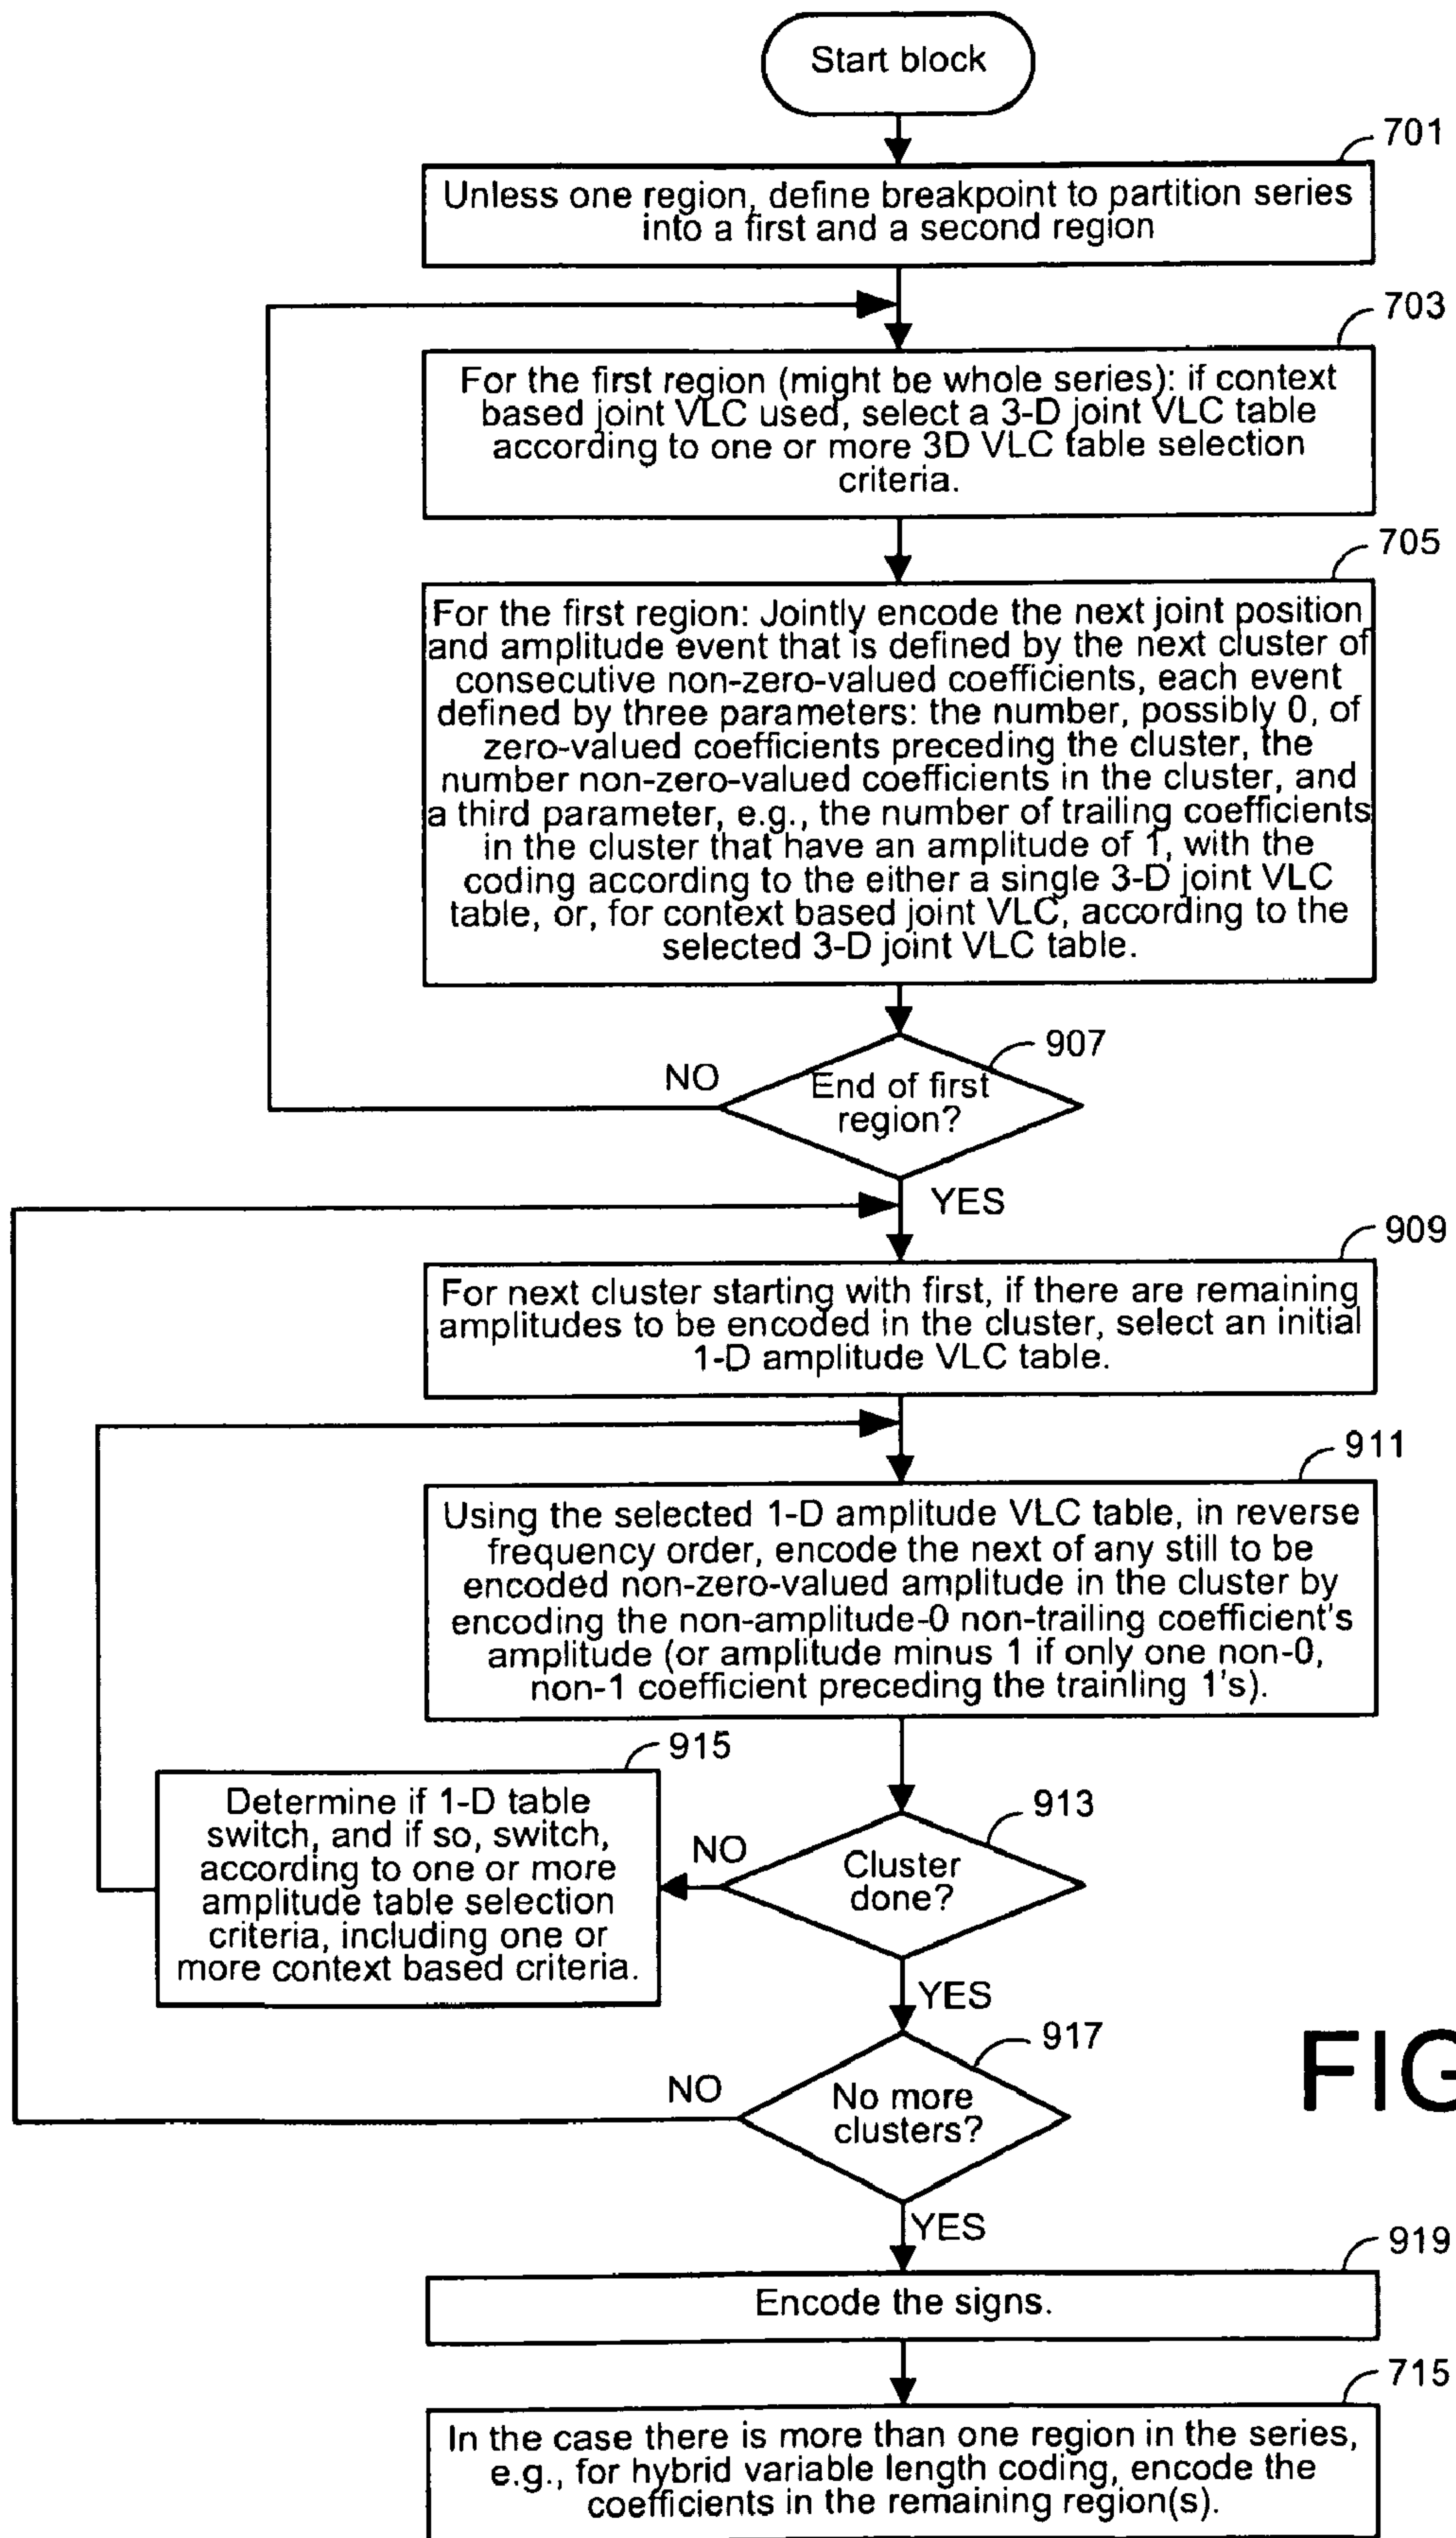 Start block
701
Unless one region, define breakpoint to partition series
into a first and a second region
703
For the first region (might be whole series): if context
based joint VLC used, select a 3-D joint VLC table
according to one or more 3D VLC table selection
criteria.
705
For the first region: Jointly encode the next joint position
and amplitude event that is defined by the next cluster of
consecutive non-zero-valued coefficients, each event
defined by three parameters: the number, possibly 0, of
zero-valued coefficients preceding the cluster, the
number non-zero-valued coefficients in the cluster, and
a third parameter, e.g., the number of trailing coefficients
in the cluster that have an amplitude of 1, with the
coding according to the either a single 3-D joint VLC
table, or, for context based joint VLC, according to the
selected 3-D joint VLC table.
907
NO
End of first
region?
YES
909
For next cluster starting with first, if there are remaining
amplitudes to be encoded in the cluster, select an initial
1-D amplitude VLC table.
911
Using the selected 1-D amplitude VLC table, in reverse
frequency order, encode the next of any still to be
encoded non-zero-valued amplitude in the cluster by
encoding the non-amplitude-0 non-trailing coefficient's
amplitude (or amplitude minus 1 if only one non-0,
non-1 coefficient preceding the trainling 1's).
915
Determine if 1-D table
switch, and if so, switch,
according to one or more
amplitude table selection
criteria, including one or
more context based criteria.
913
NO
Cluster
done?
YES
917
NO
No more
clusters?
YES
FIG
919
Encode the signs.
715
In the case there is more than one region in the series,
e.g., for hybrid variable length coding, encode the
coefficients in the remaining region(s).